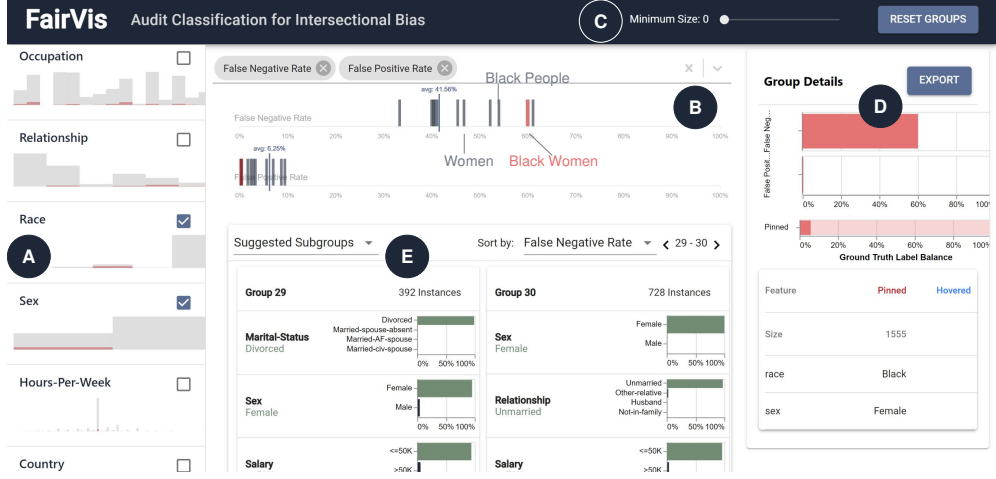 FairVis
Audit Classification for Intersectional Bias
C
Minimum Size: 0
RESET GROUPS
Occupation
Relationship
Race
A
Sex
Hours-Per-Week
Country
False Negative Rate
False Positive Rate
Black People
avg: 41.56%
B
False Negative Rate
0% 10% 20% 30% 40% 50% 60% 70% 80% 90% 100%
avg: 6.25%
Women
Black Women
False Positive Rate
0% 10% 20% 30% 40% 50% 60% 70% 80% 90% 100%
Suggested Subgroups
E
Sort by: False Negative Rate
29 - 30
Group 29
392 Instances
Marital-Status
Divorced
Divorced
Married-spouse-absent
Married-AF-spouse
Married-civ-spouse
0% 50% 100%
Sex
Female
Female
Male
0% 50% 100%
Salary
<=50K
>50K
Group 30
728 Instances
Sex
Female
Female
Male
0% 50% 100%
Relationship
Unmarried
Unmarried
Other-relative
Husband
Not-in-family
0% 50% 100%
Salary
<=50K
>50K
Group Details
EXPORT
D
False Neg...
False Posit...
0% 20% 40% 60% 80% 100%
Pinned
0% 20% 40% 60% 80% 100%
Ground Truth Label Balance
Feature Pinned Hovered
Size 1555
race Black
sex Female